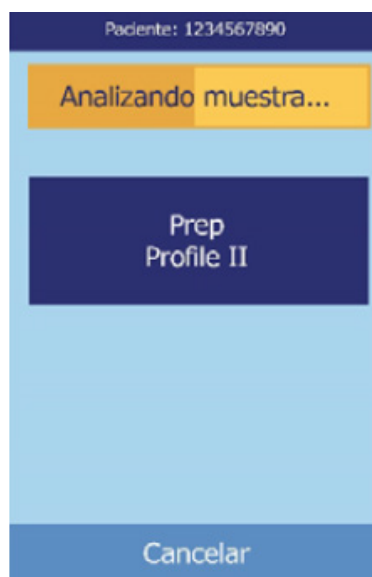 Paciente: 1234567890
Analizando muestra...
Prep
Profile II
Cancelar